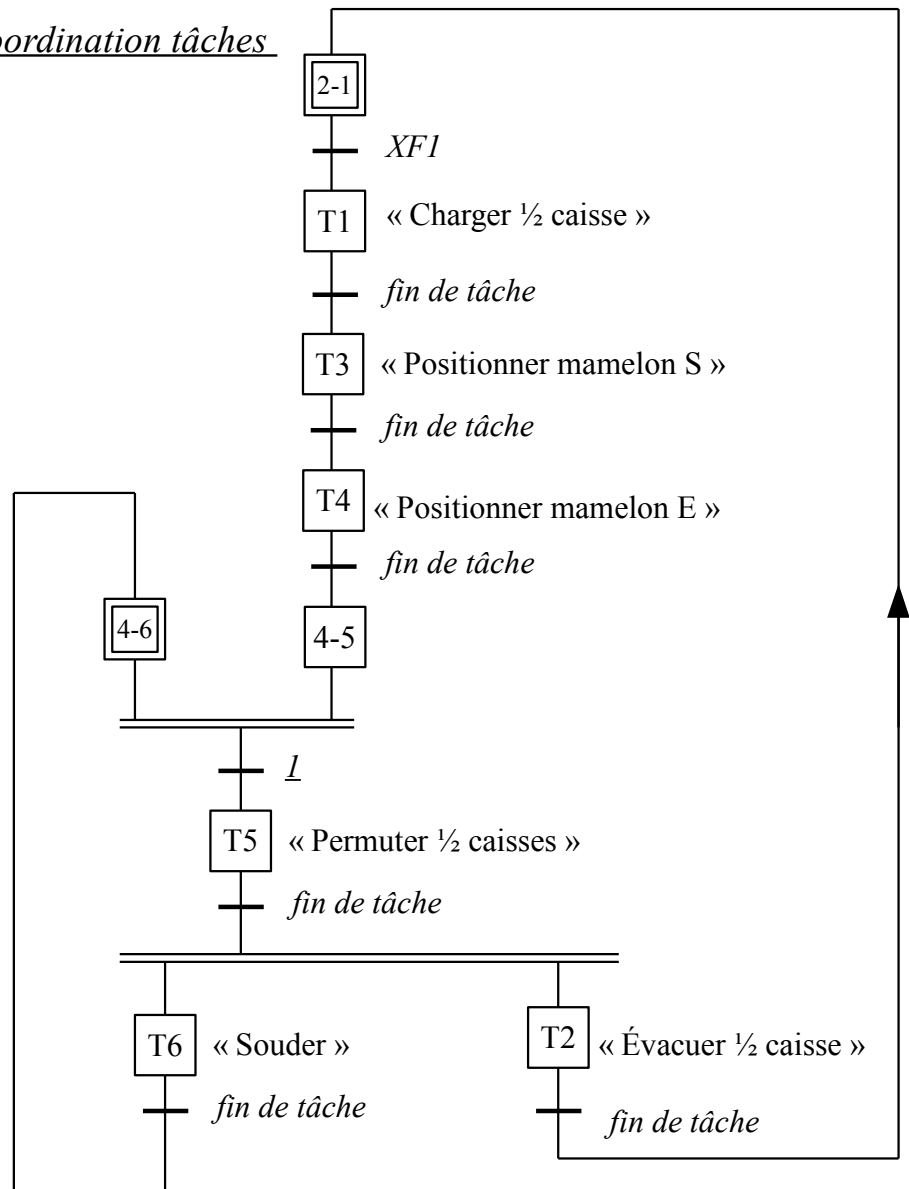 ordination tâches
2-1
XF1
T1 « Charger ½ caisse »
fin de tâche
T3 « Positionner mamelon S »
fin de tâche
T4 « Positionner mamelon E »
fin de tâche
4-6 4-5
1
T5 « Permuter ½ caisses »
fin de tâche
T6 « Souder » T2 « Évacuer ½ caisse »
fin de tâche fin de tâche